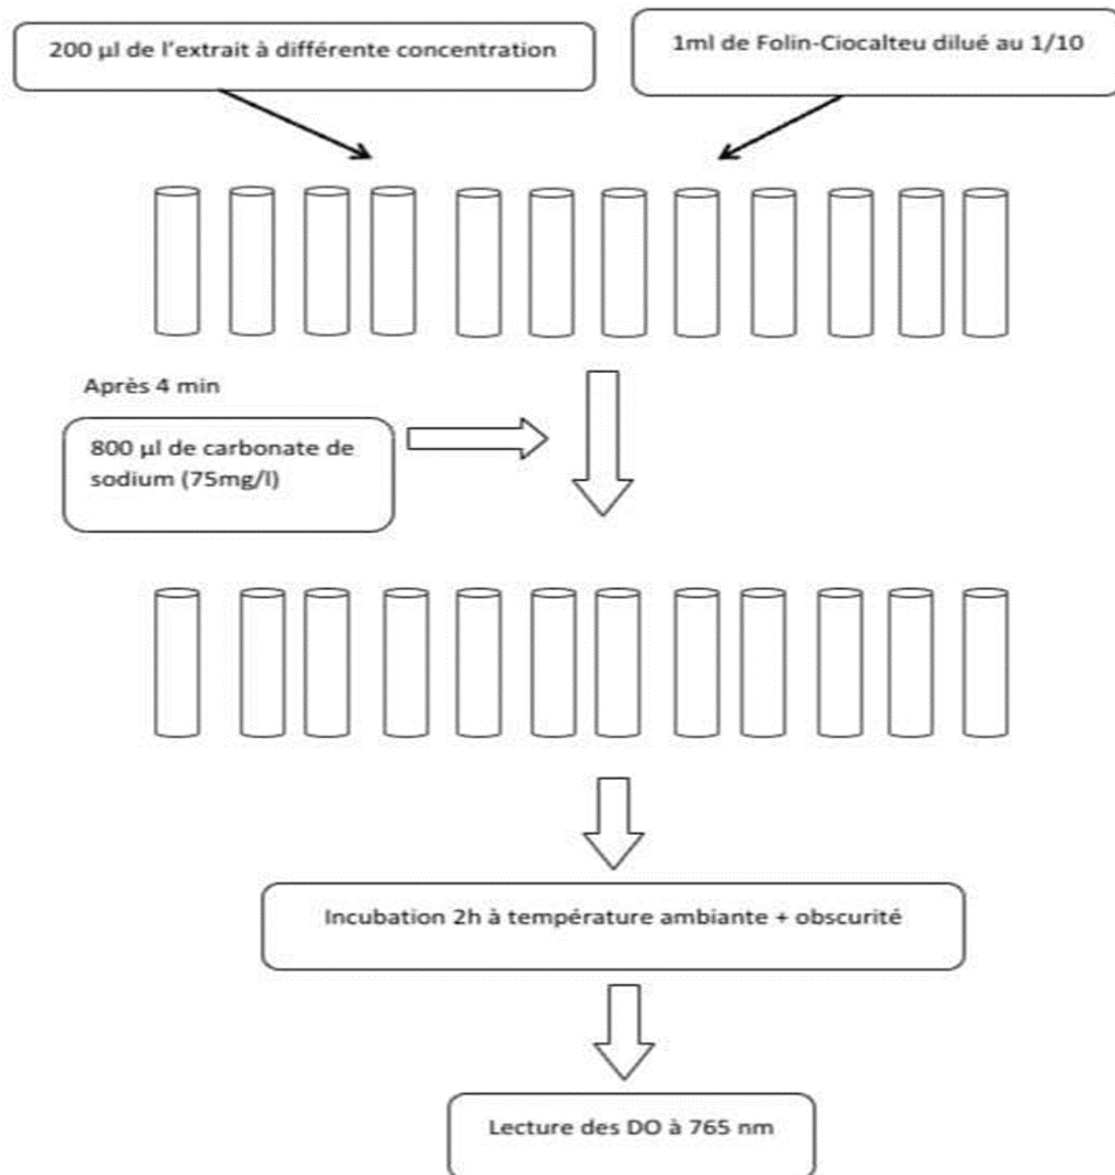 200 µl de l'extrait à différente concentration
1ml de Folin-Ciocalteu dilué au 1/10
Après 4 min
800 µl de carbonate de
sodium (75mg/l)
Incubation 2h à température ambiante + obscurité
Lecture des DO à 765 nm